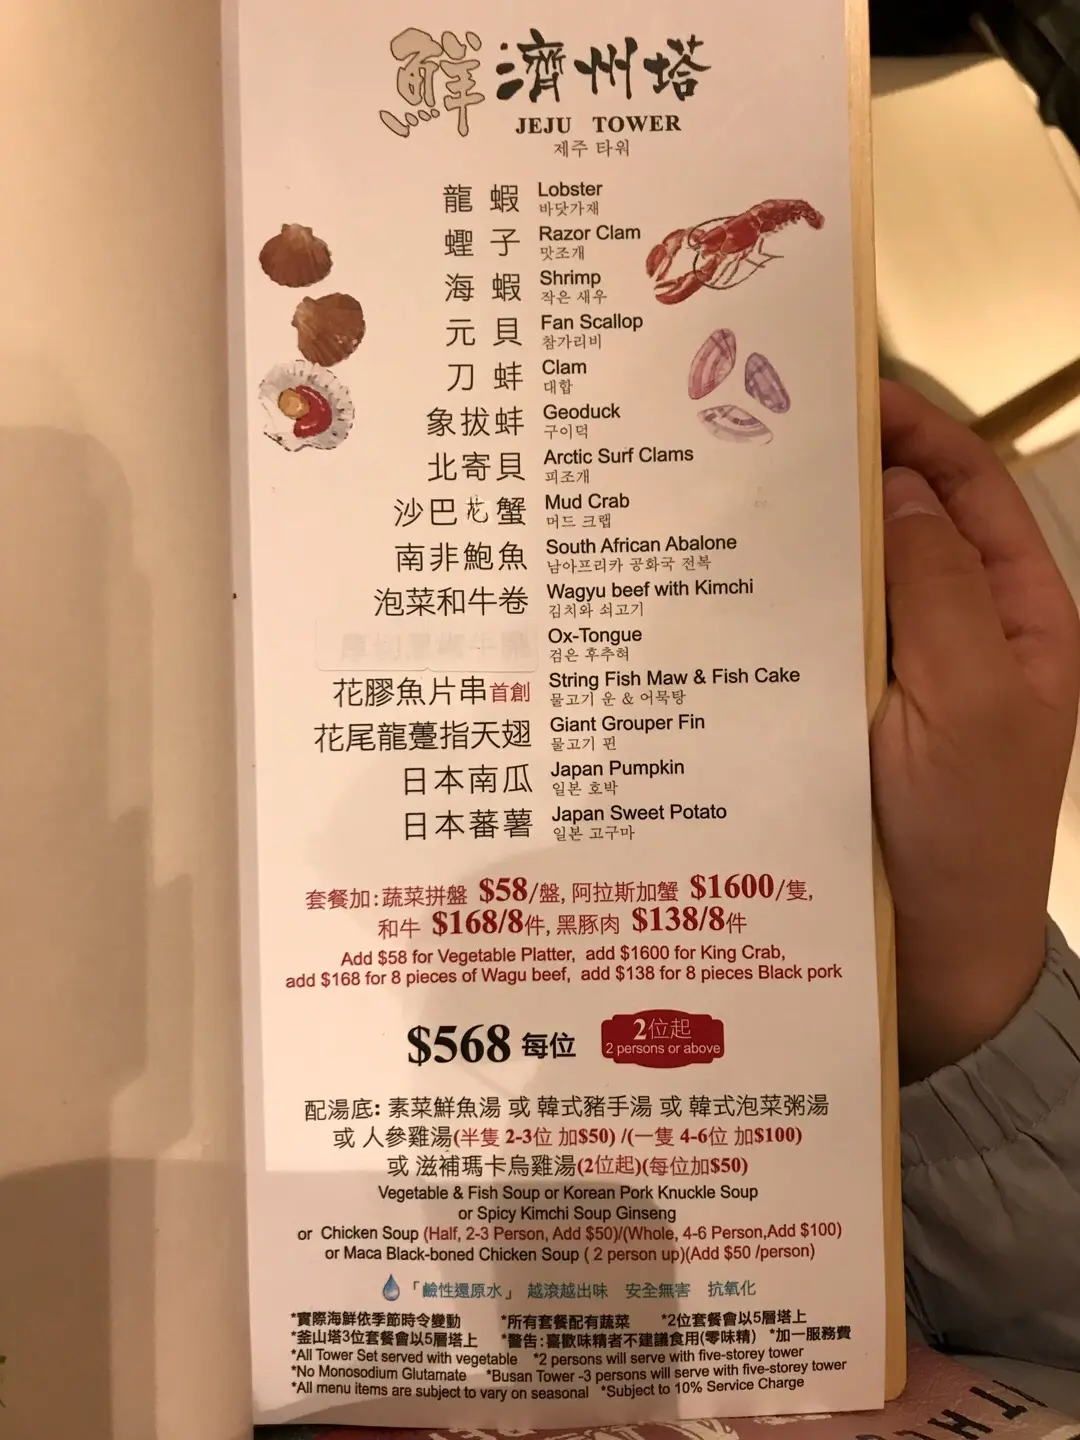 鮮 濟州塔
JEJU TOWER
제주 타워
龍蝦 Lobster
바닷가재
蟶子 Razor Clam
맛조개
海蝦 Shrimp
작은 새우
元貝 Fan Scallop
참가리비
刀蚌 Clam
대합
象拔蚌 Geoduck
구이덕
北寄貝 Arctic Surf Clams
피조개
沙巴花蟹 Mud Crab
머드 크랩
南非鮑魚 South African Abalone
남아프리카 공화국 전복
泡菜和牛卷 Wagyu beef with Kimchi
김치와 쇠고기
Ox-Tongue
검은 후추혀
花膠魚片串首創 String Fish Maw & Fish Cake
물고기 운 & 어묵탕
花尾龍躉指天翅 Giant Grouper Fin
물고기 핀
日本南瓜 Japan Pumpkin
일본 호박
日本蕃薯 Japan Sweet Potato
일본 고구마
套餐加:蔬菜拼盤 $58/盤, 阿拉斯加蟹 $1600/隻,
和牛 $168/8件, 黑豚肉 $138/8件
Add $58 for Vegetable Platter, add $1600 for King Crab,
add $168 for 8 pieces of Wagu beef, add $138 for 8 pieces Black pork
$568 每位 2位起
2 persons or above
配湯底: 素菜鮮魚湯 或 韓式豬手湯 或 韓式泡菜粥湯
或 人參雞湯(半隻 2-3位 加$50) /(一隻 4-6位 加$100)
或 滋補瑪卡烏雞湯(2位起)(每位加$50)
Vegetable & Fish Soup or Korean Pork Knuckle Soup
or Spicy Kimchi Soup Ginseng
or Chicken Soup (Half, 2-3 Person, Add $50)/(Whole, 4-6 Person,Add $100)
or Maca Black-boned Chicken Soup ( 2 person up)(Add $50 /person)
「鹼性還原水」 越滾越出味 安全無害 抗氧化
*實際海鮮依季節時令變動 *所有套餐配有蔬菜 *2位套餐會以5層塔上
*釜山塔3位套餐會以5層塔上 *警告:喜歡味精者不建議食用(零味精) *加一服務費
*All Tower Set served with vegetable *2 persons will serve with five-storey tower
*No Monosodium Glutamate *Busan Tower -3 persons will serve with five-storey tower
*All menu items are subject to vary on seasonal *Subject to 10% Service Charge